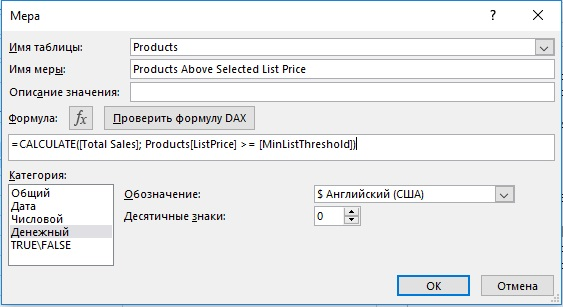 Мера
Имя таблицы: Products
Имя меры: Products Above Selected List Price
Описание значения:
Формула: fx Проверить формулу DAX
=CALCULATE([Total Sales]; Products[ListPrice] >= [MinListThreshold])
Категория:
Общий
Дата
Числовой
Денежный
TRUE\FALSE
Обозначение: $ Английский (США)
Десятичные знаки: 0
ОК Отмена